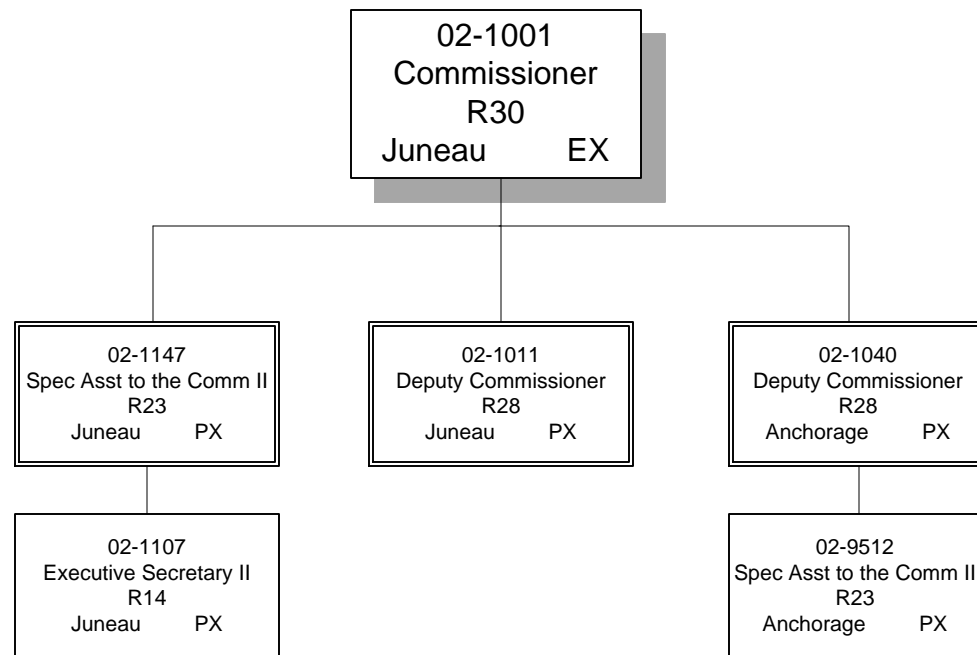 02-1001
Commissioner
R30
Juneau EX
02-1147
Spec Asst to the Comm II
R23
Juneau PX
02-1011
Deputy Commissioner
R28
Juneau PX
02-1040
Deputy Commissioner
R28
Anchorage PX
02-1107
Executive Secretary II
R14
Juneau PX
02-9512
Spec Asst to the Comm II
R23
Anchorage PX